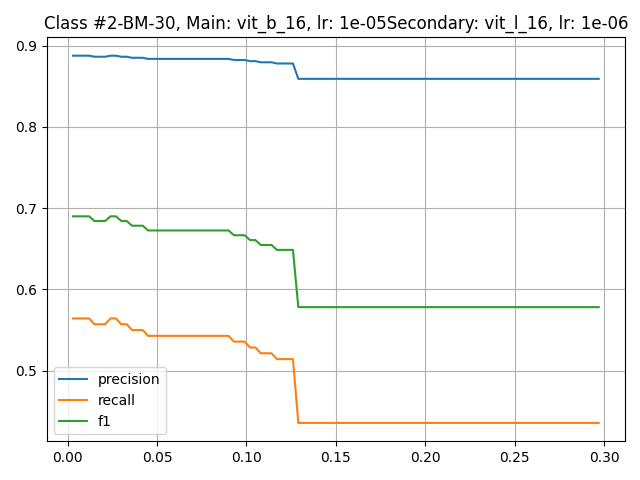 Class #2-BM-30, Main: vit_b_16, lr: 1e-05Secondary: vit_l_16, lr: 1e-06
0.9
0.8
0.7
0.6
0.5
precision
recall
f1
0.00 0.05 0.10 0.15 0.20 0.25 0.30